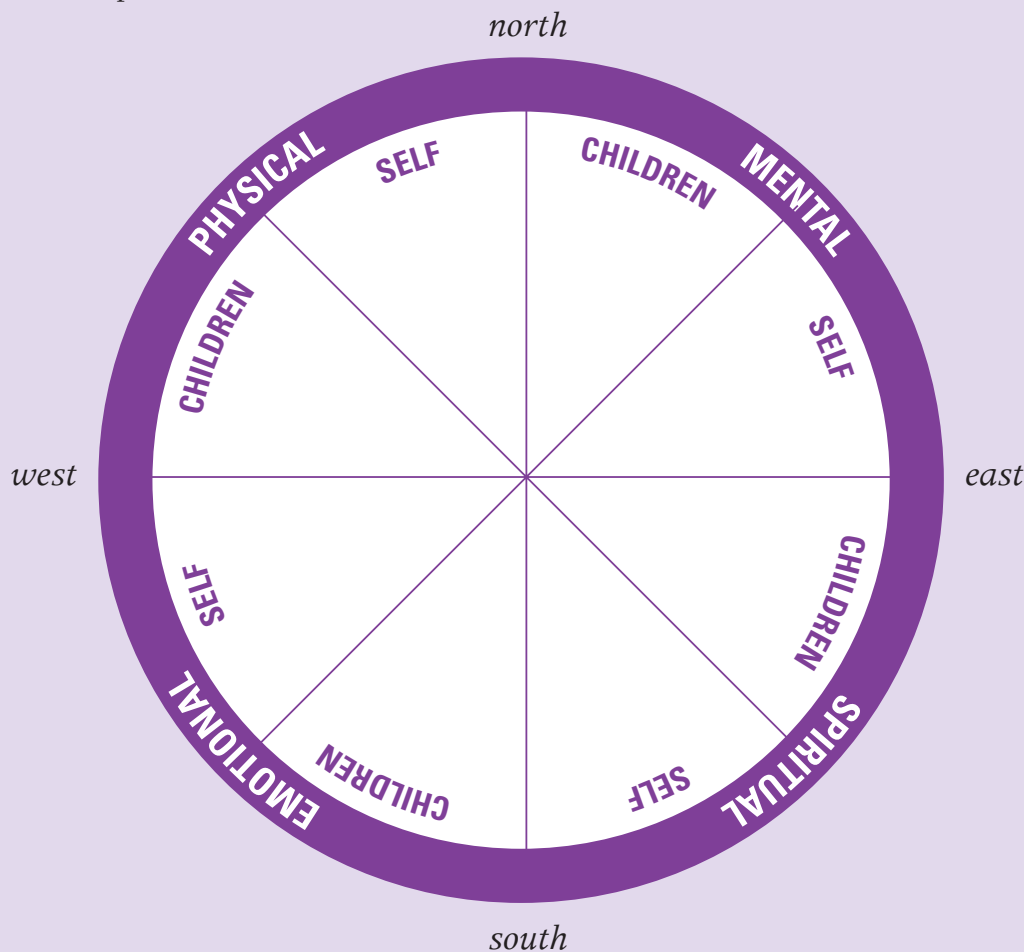 north
PHYSICAL
SELF
CHILDREN
MENTAL
CHILDREN
SELF
west
east
SELF
CHILDREN
EMOTIONAL
SPIRITUAL
CHILDREN
SELF
south